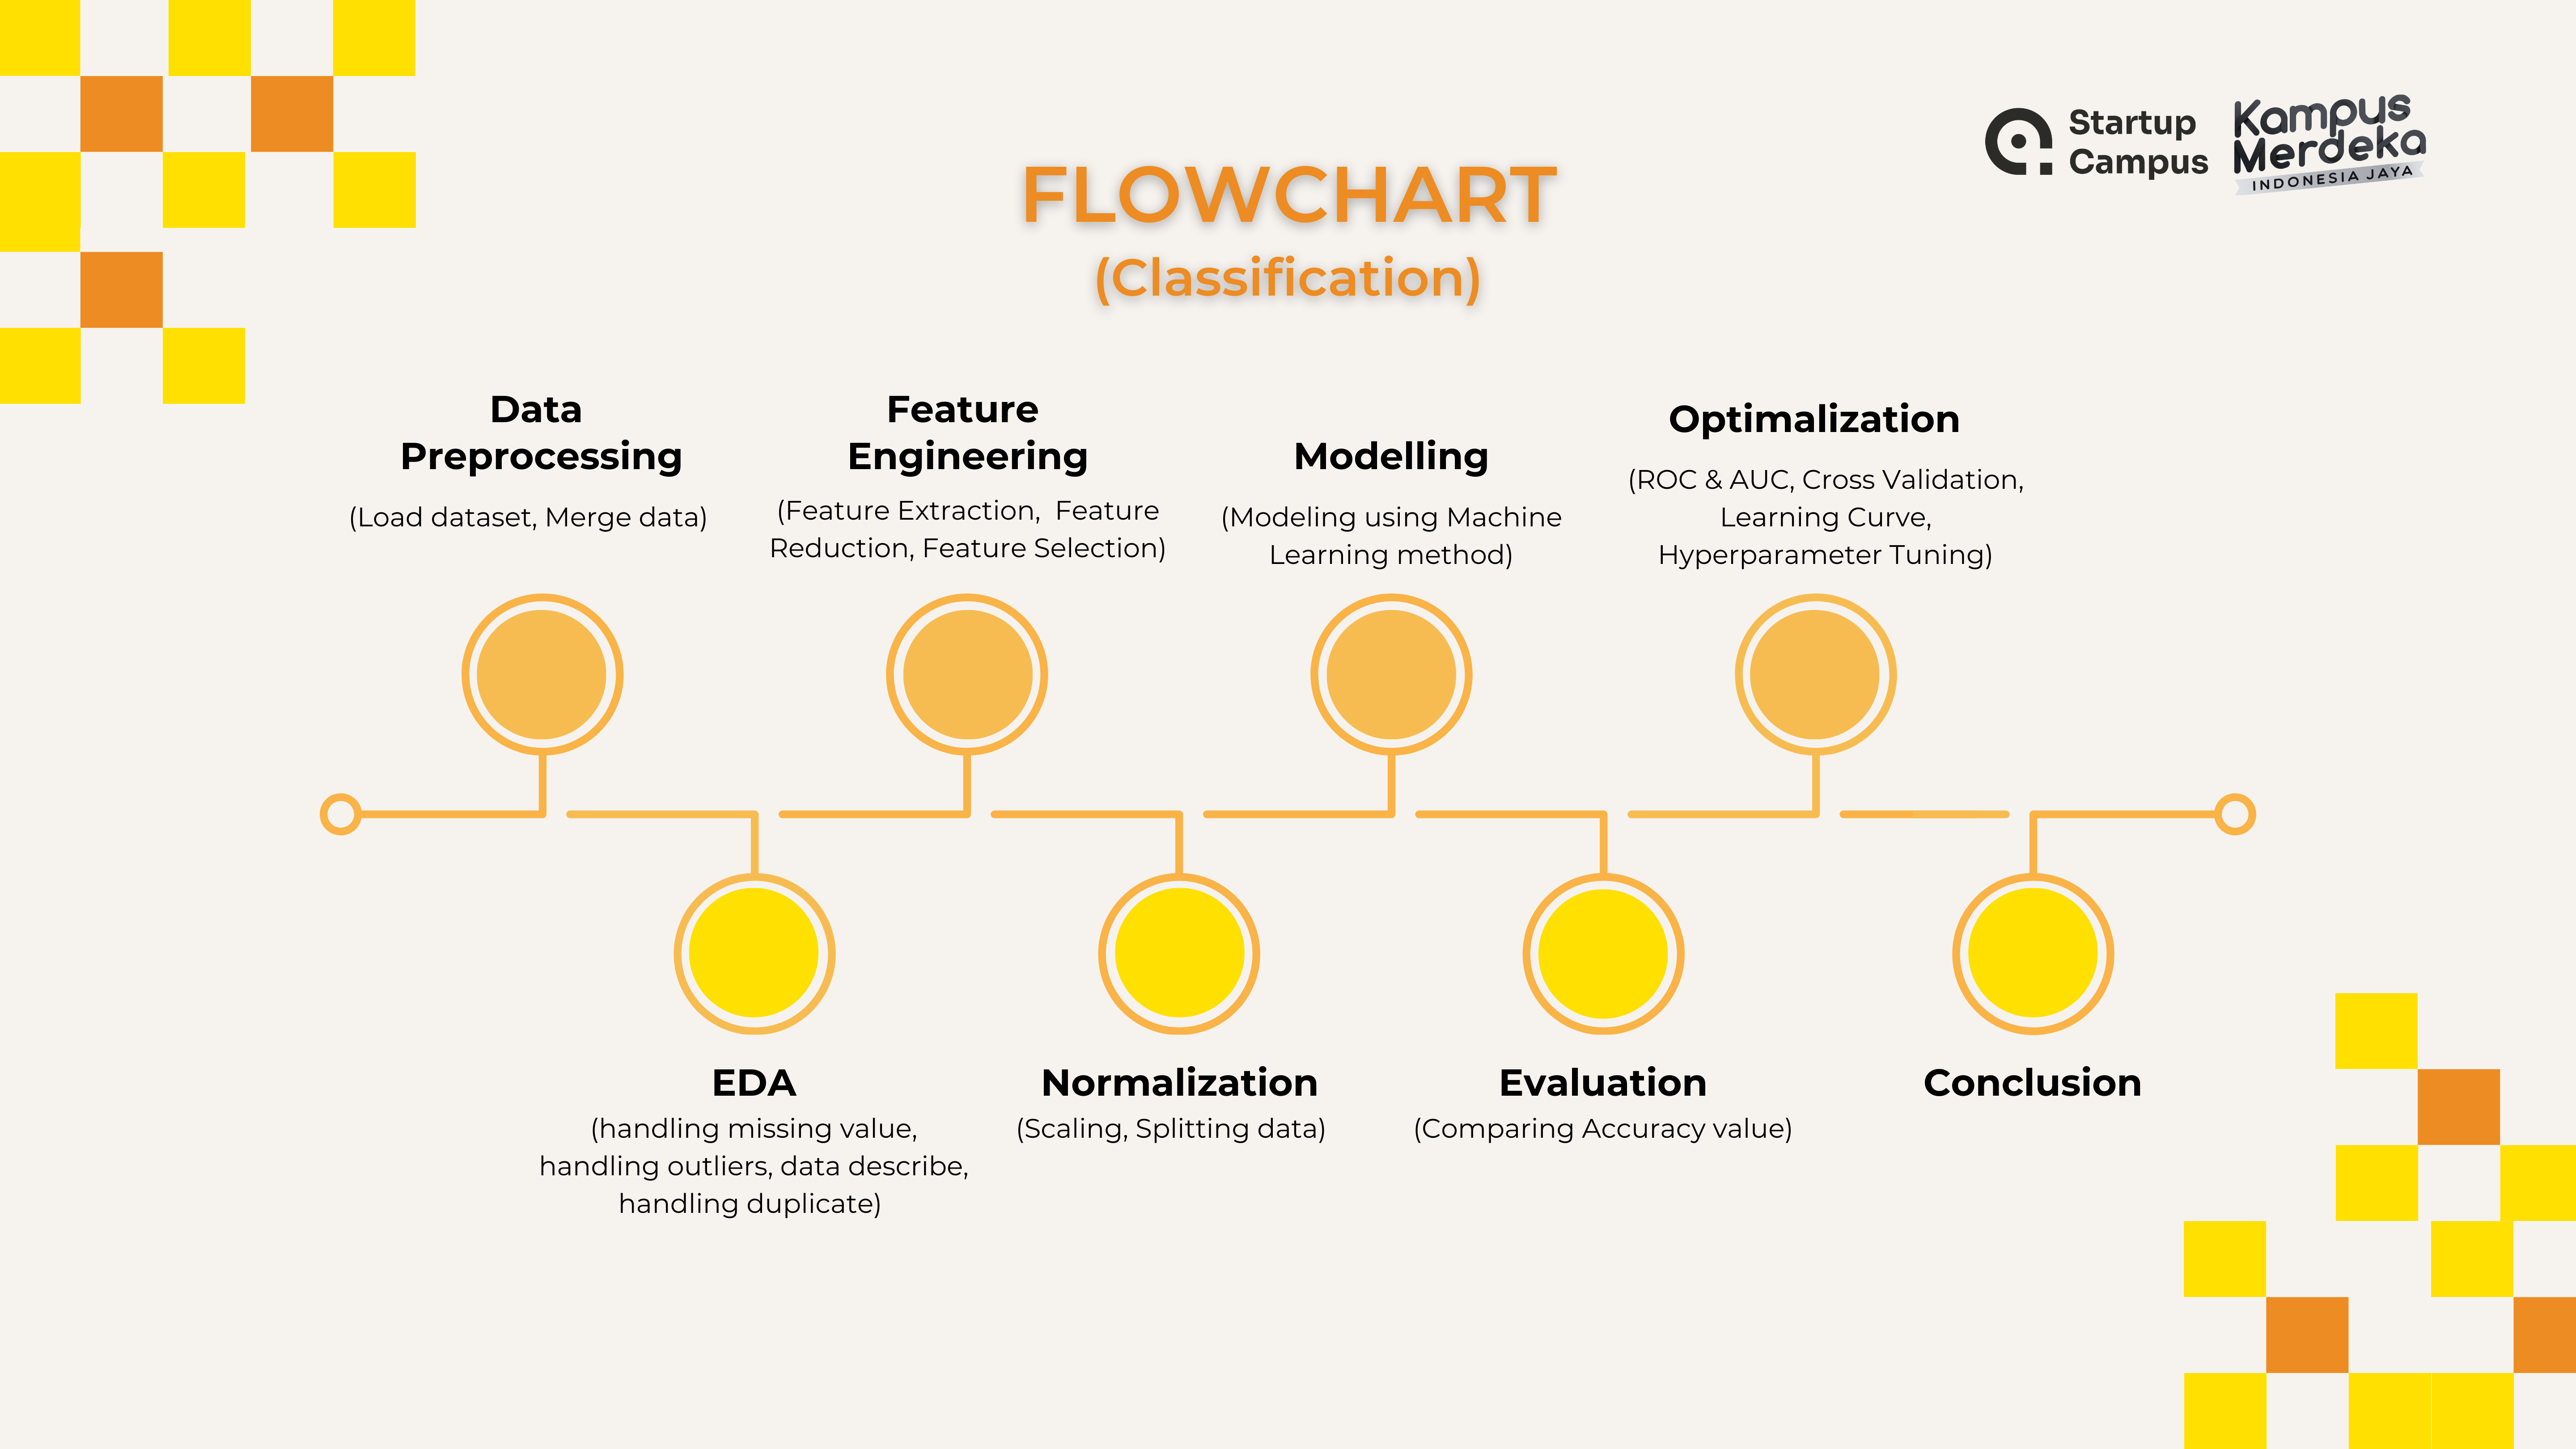 Startup
Campus
Kampus
Merdeka
INDONESIA JAYA
FLOWCHART
(Classification)
Data
Preprocessing
(Load dataset, Merge data)
Feature
Engineering
(Feature Extraction,  Feature
Reduction, Feature Selection)
Modelling
(Modeling using Machine
Learning method)
Optimalization
(ROC & AUC, Cross Validation,
Learning Curve,
Hyperparameter Tuning)
EDA
(handling missing value,
handling outliers, data describe,
handling duplicate)
Normalization
(Scaling, Splitting data)
Evaluation
(Comparing Accuracy value)
Conclusion